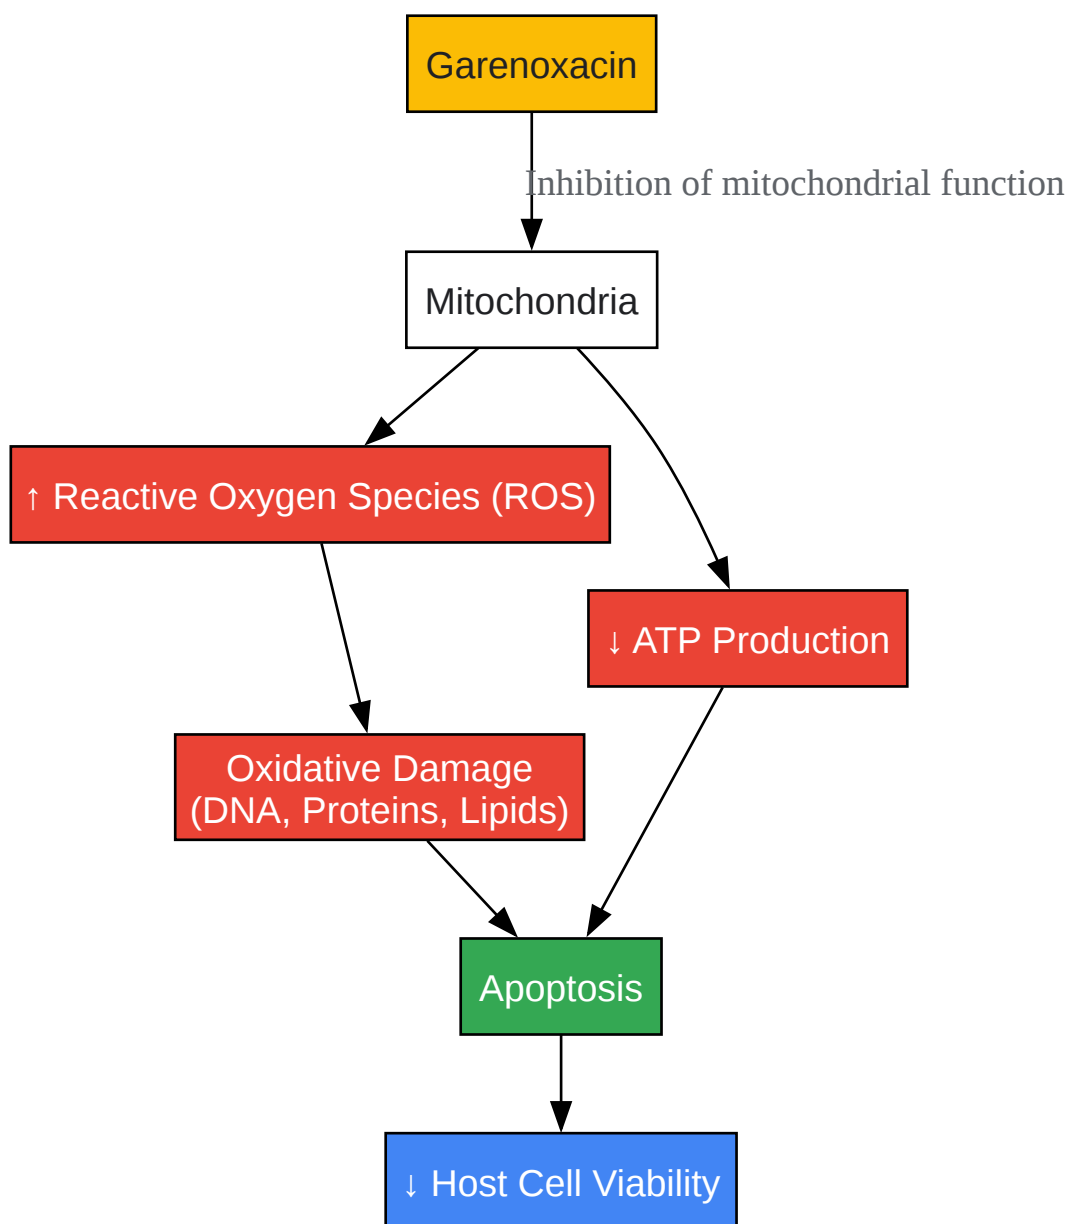 Garenoxacin
Inhibition of mitochondrial function
Mitochondria
↑ Reactive Oxygen Species (ROS)
↓ ATP Production
Oxidative Damage
(DNA, Proteins, Lipids)
Apoptosis
↓ Host Cell Viability